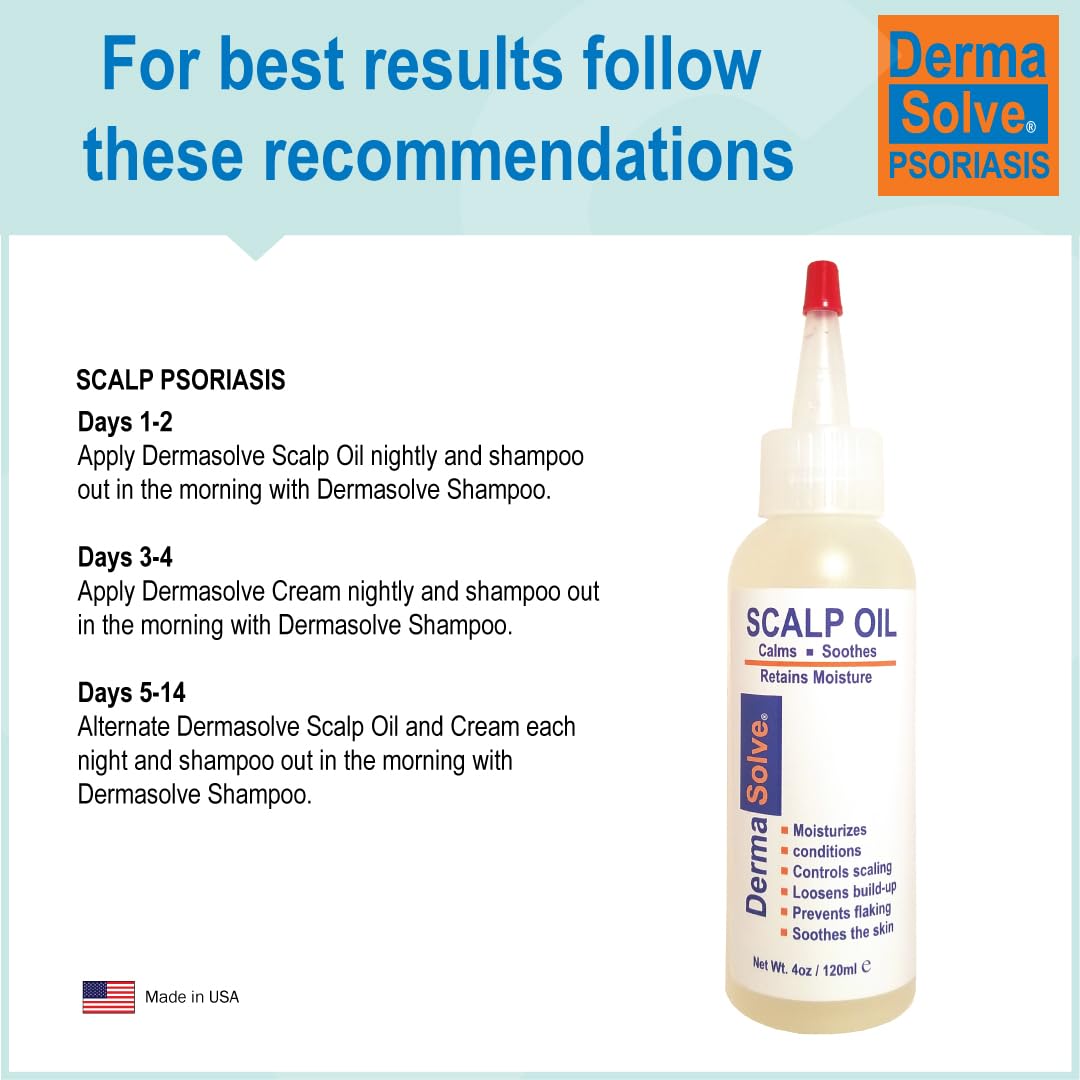 For best results follow
these recommendations
Derma
Solve®
PSORIASIS
SCALP PSORIASIS
Days 1-2
Apply Dermasolve Scalp Oil nightly and shampoo
out in the morning with Dermasolve Shampoo.
Days 3-4
Apply Dermasolve Cream nightly and shampoo out
in the morning with Dermasolve Shampoo.
Days 5-14
Alternate Dermasolve Scalp Oil and Cream each
night and shampoo out in the morning with
Dermasolve Shampoo.
Made in USA
SCALP OIL
Calms ▪ Soothes
Retains Moisture
Derma Solve®
▪ Moisturizes
▪ conditions
▪ Controls scaling
▪ Loosens build-up
▪ Prevents flaking
▪ Soothes the skin
Net Wt. 4oz / 120ml ℮